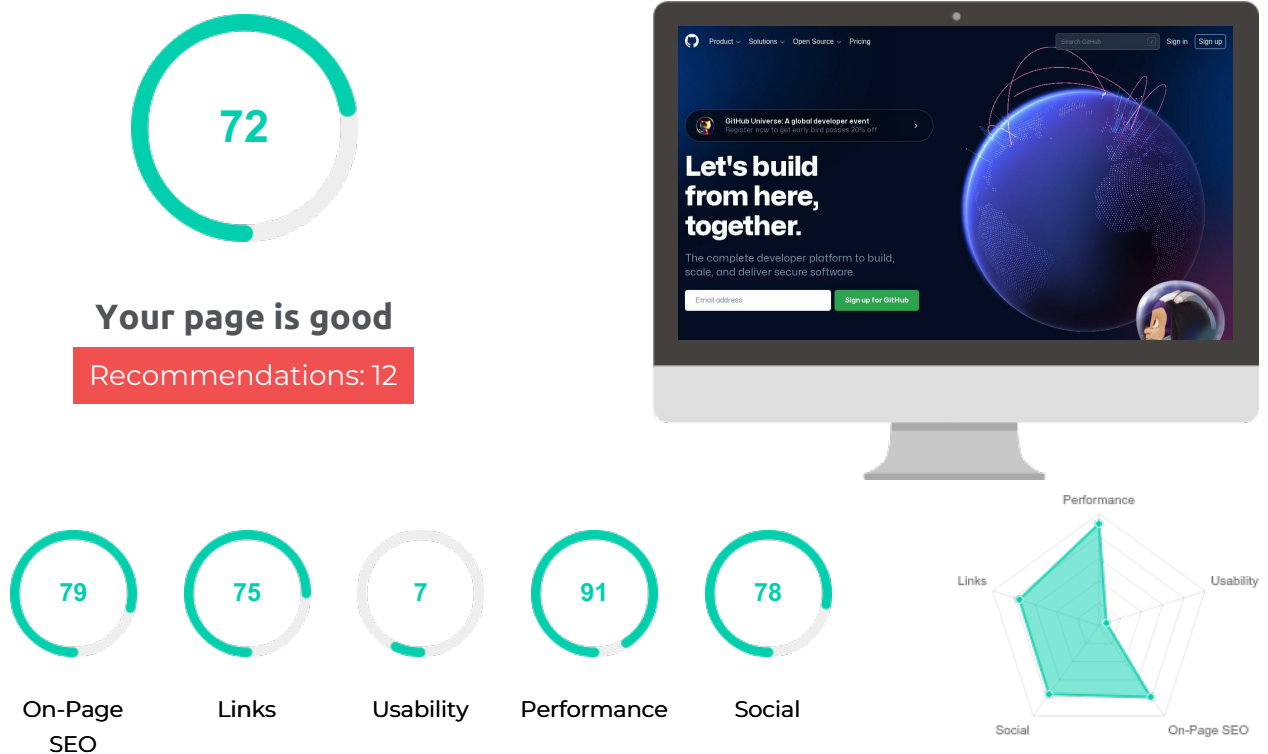 72
Your page is good
Recommendations: 12
Product
Solutions
Open Source
Pricing
Search GitHub
/
Sign in
Sign up
GitHub Universe: A global developer event
Register now to get early bird passes 20% off
Let's build
from here,
together.
The complete developer platform to build,
scale, and deliver secure software.
Email address
Sign up for GitHub
79
On-Page
SEO
75
Links
7
Usability
91
Performance
78
Social
Performance
Links
Usability
Social
On-Page SEO